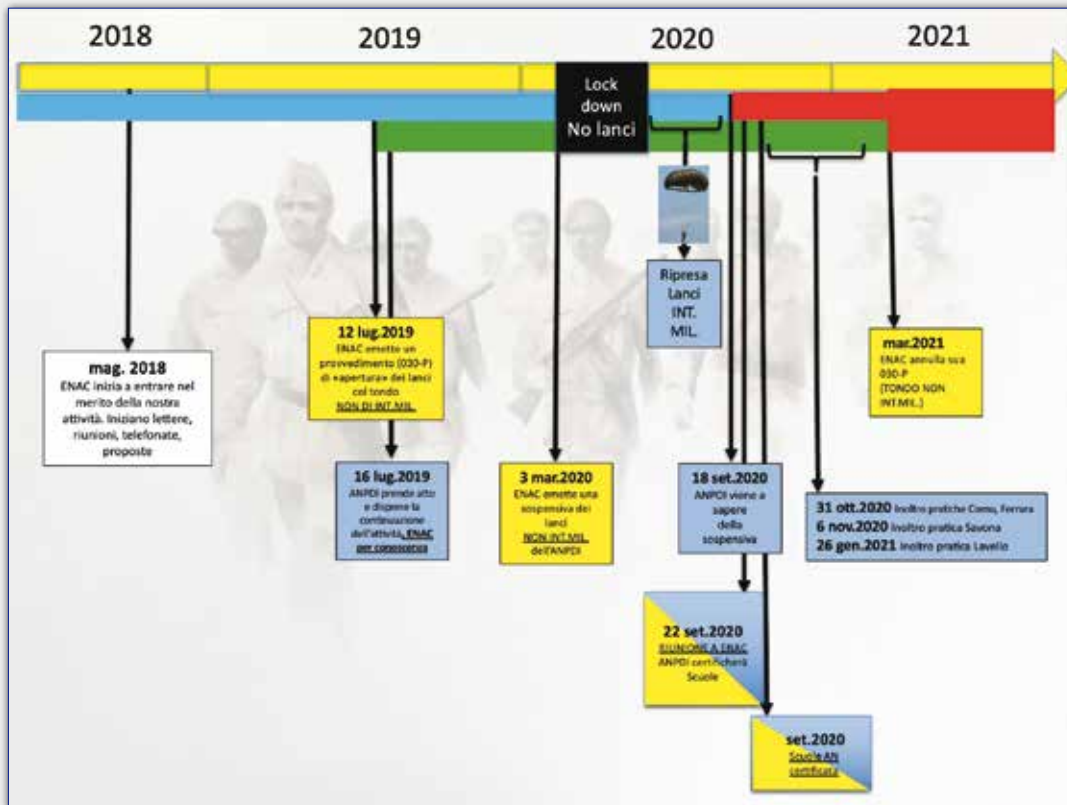 2018
2019
2020
2021
Lock
down
No lanci
Ripresa
Lanci
INT.
MIL.
mag. 2018
ENAC inizia a entrare nel
merito della nostra
attività. Iniziano lettere,
riunioni, telefonate,
proposte
12 lug.2019
ENAC emette un
provvedimento (030-P)
di «apertura» dei lanci
col tondo
NON DI INT.MIL.
16 lug.2019
ANPDI prende atto
e dispone la
continuazione
dell'attività, ENAC
per conoscenza
3 mar.2020
ENAC emette una
sospensiva dei
lanci
NON INT.MIL.
dell'ANPDI
18 set.2020
ANPDI viene a
sapere
della
sospensiva
mar.2021
ENAC annulla sua
030-P
(TONDO NON
INT.MIL.)
31 ott.2020 Inoltro pratiche Como, Ferrara
6 nov.2020 Inoltro pratica Savona
26 gen.2021 Inoltro pratica Lavello
22 set.2020
RIUNIONE A ENAC
ANPDI certificherà
Scuole
set.2020
Scuole AN
certificata